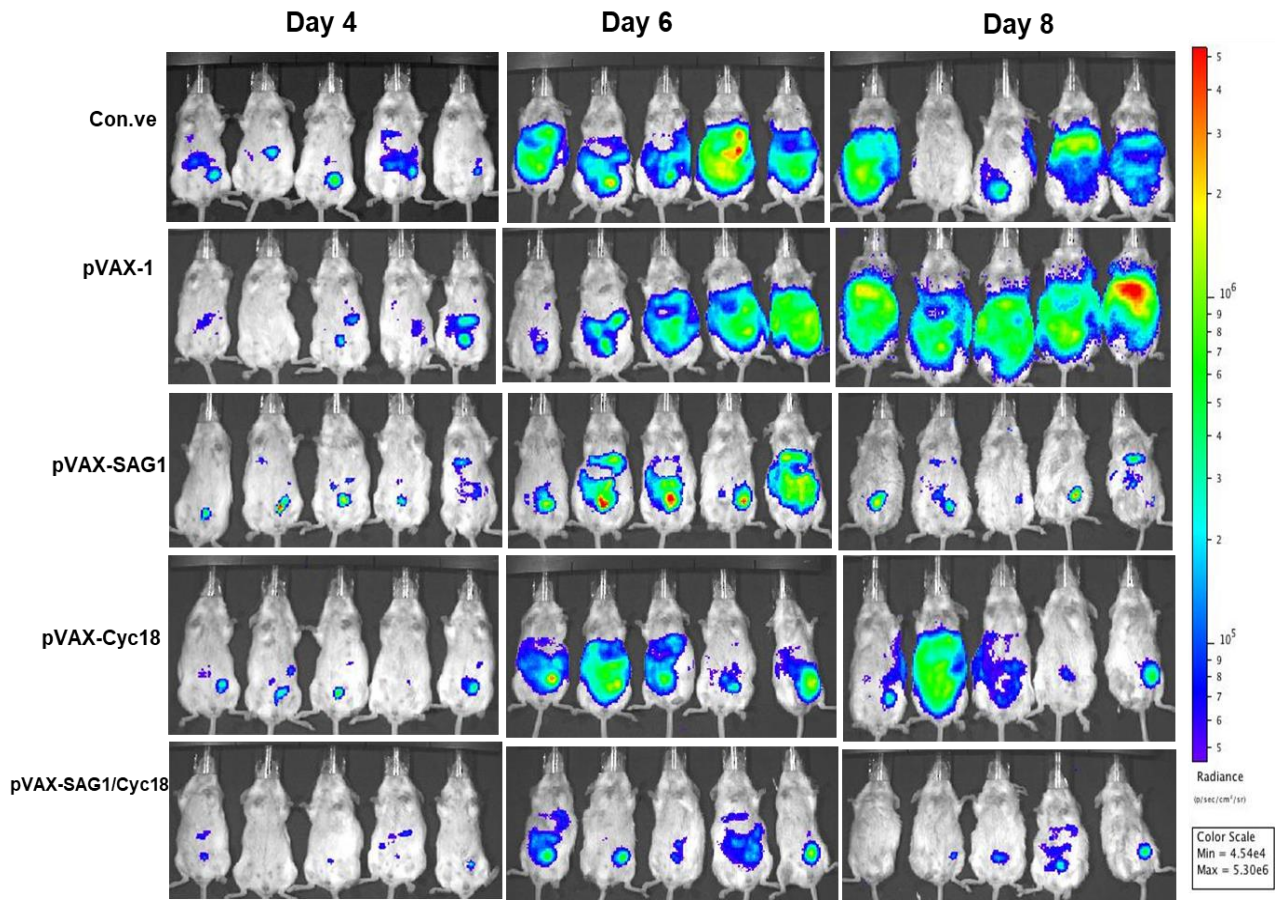 Day 4
Day 6
Day 8
Con.ve
pVAX-1
pVAX-SAG1
pVAX-Cyc18
pVAX-SAG1/Cyc18
5
4
3
2
10⁶
9
8
7
6
5
4
3
2
10⁵
9
8
7
6
5
Radiance
(p/sec/cm²/sr)
Color Scale
Min = 4.54e4
Max = 5.30e6